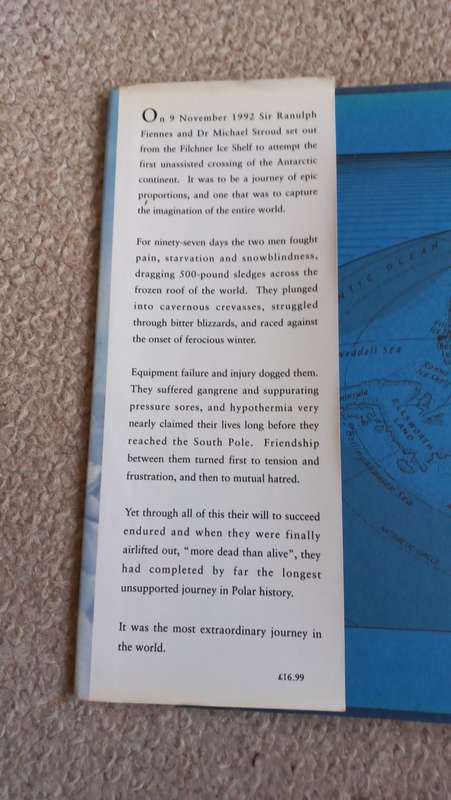 On 9 November 1992 Sir Ranulph
Fiennes and Dr Michael Stroud set out
from the Filchner Ice Shelf to attempt the
first unassisted crossing of the Antarctic
continent. It was to be a journey of epic
proportions, and one that was to capture
the imagination of the entire world.
For ninety-seven days the two men fought
pain, starvation and snowblindness,
dragging 500-pound sledges across the
frozen roof of the world. They plunged
into cavernous crevasses, struggled
through bitter blizzards, and raced against
the onset of ferocious winter.
Equipment failure and injury dogged them.
They suffered gangrene and suppurating
pressure sores, and hypothermia very
nearly claimed their lives long before they
reached the South Pole. Friendship
between them turned first to tension and
frustration, and then to mutual hatred.
Yet through all of this their will to succeed
endured and when they were finally
airlifted out, "more dead than alive", they
had completed by far the longest
unsupported journey in Polar history.
It was the most extraordinary journey in
the world.
£16.99
NTIC OCEAN
Weddell Sea
ELLSWORTH
LAND
Bellingshausen Sea